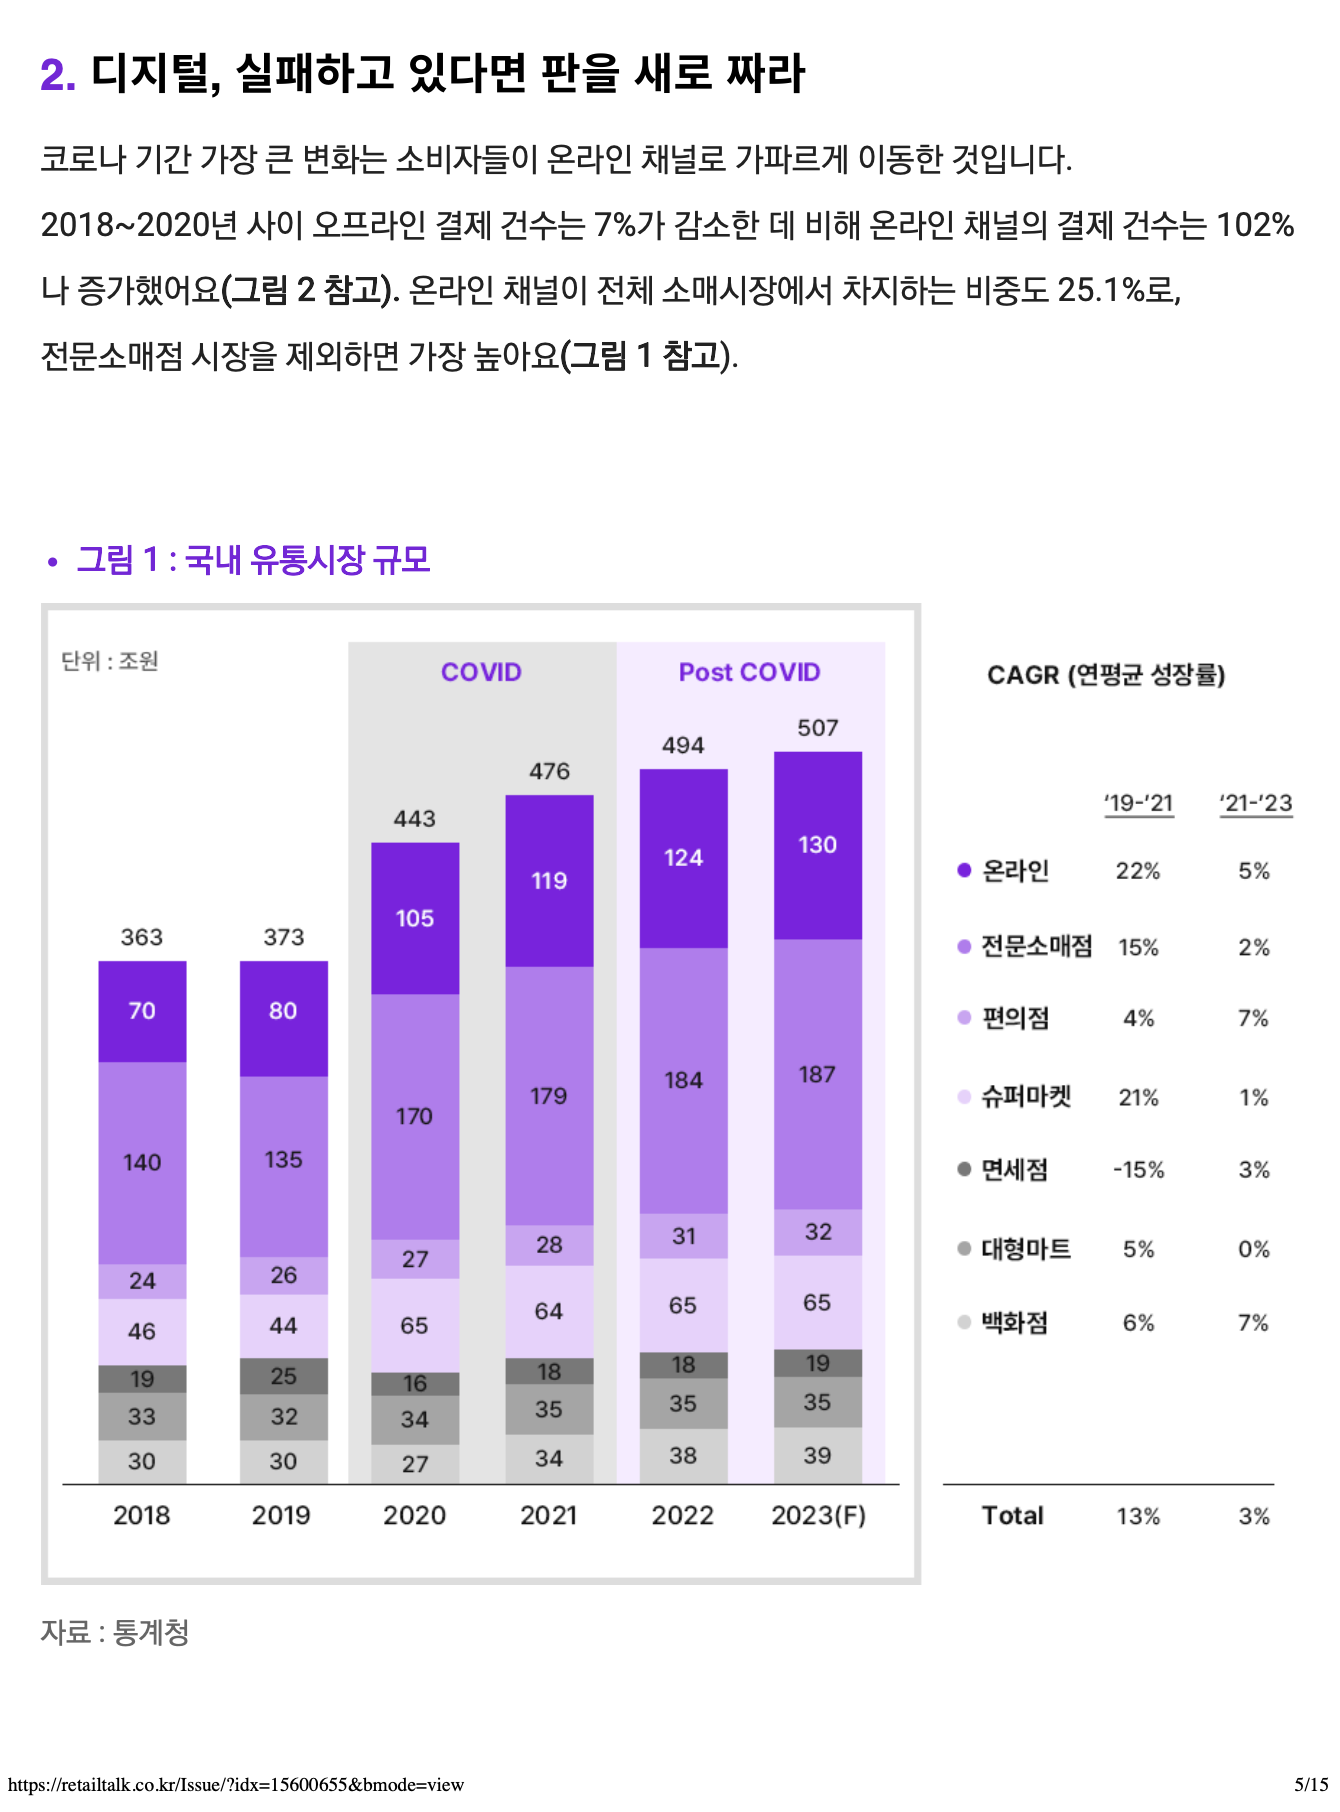 2. 디지털, 실패하고 있다면 판을 새로 짜라
코로나 기간 가장 큰 변화는 소비자들이 온라인 채널로 가파르게 이동한 것입니다.
2018~2020년 사이 오프라인 결제 건수는 7%가 감소한 데 비해 온라인 채널의 결제 건수는 102%
나 증가했어요(그림 2 참고). 온라인 채널이 전체 소매시장에서 차지하는 비중도 25.1%로,
전문소매점 시장을 제외하면 가장 높아요(그림 1 참고).
• 그림 1 : 국내 유통시장 규모
단위 : 조원
COVID
Post COVID
363
373
443
476
494
507
70
80
105
119
124
130
140
135
170
179
184
187
24
26
27
28
31
32
46
44
65
64
65
65
19
25
16
18
18
19
33
32
34
35
35
35
30
30
27
34
38
39
2018
2019
2020
2021
2022
2023(F)
CAGR (연평균 성장률)
‘19-‘21 ‘21-‘23
온라인 22% 5%
전문소매점 15% 2%
편의점 4% 7%
슈퍼마켓 21% 1%
면세점 -15% 3%
대형마트 5% 0%
백화점 6% 7%
Total 13% 3%
자료 : 통계청
https://retailtalk.co.kr/Issue/?idx=15600655&bmode=view
5/15